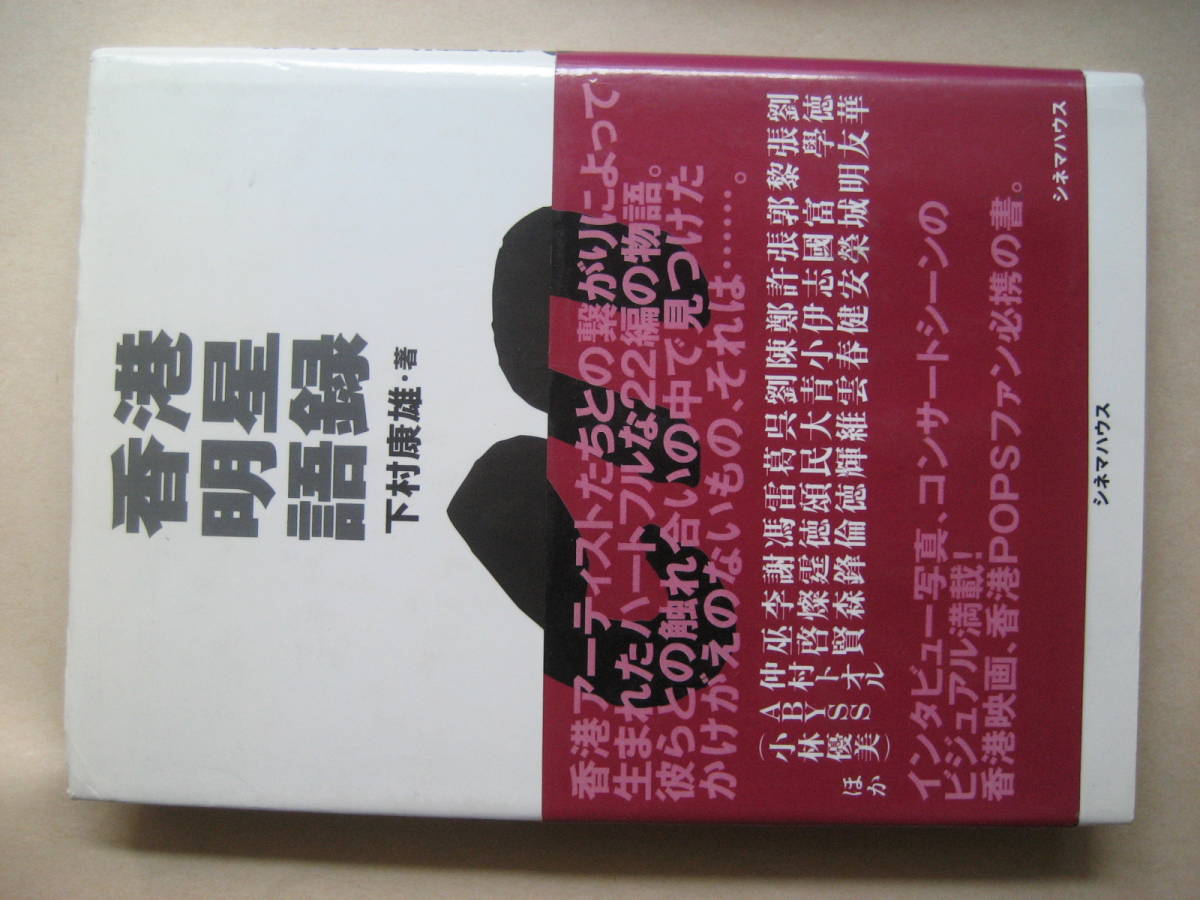 香港
明星
語録
下村康雄・著
香港アーティストたちとの繋がりによって
生まれたハートフルな22編の物語。
彼らとの触れ合いの中で見つけた
かけがえのないもの、それは……。
劉徳華
張學友
黎明
郭富城
張國榮
許志安
鄭伊健
陳小春
劉青雲
呉大維
葛民輝
雷頌徳
馮徳倫
謝霆鋒
李燦森
巫啓賢
仲村トオル
ABYSS
(小林優美)
ほか
インタビュー写真、コンサートシーンの
ビジュアル満載!
香港映画、香港POPSファン必携の書。
シネマハウス
シネマハウス